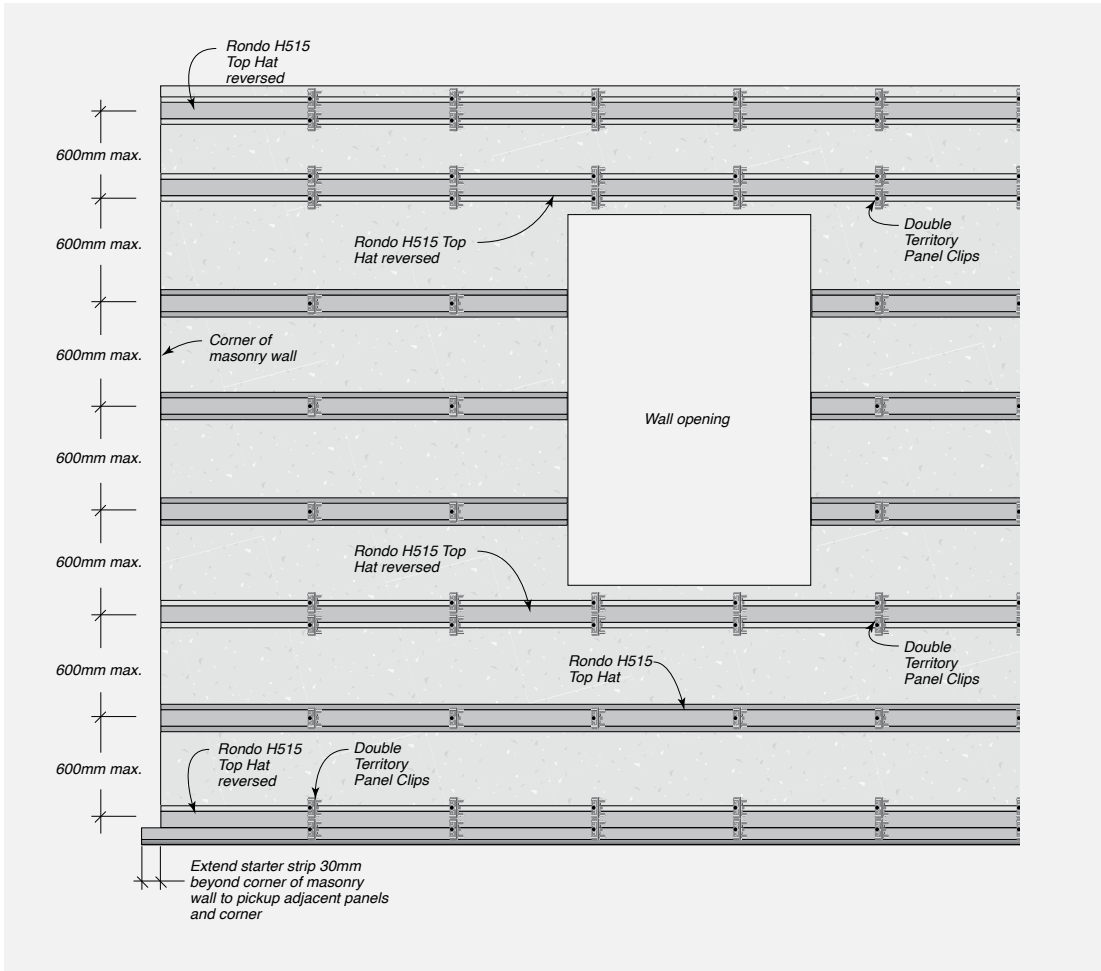 Rondo H515
Top Hat
reversed
600mm max.
600mm max.
Rondo H515 Top
Hat reversed
Double
Territory
Panel Clips
Corner of
masonry wall
600mm max.
Wall opening
600mm max.
Rondo H515 Top
Hat reversed
600mm max.
Double
Territory
Panel Clips
Rondo H515
Top Hat
600mm max.
Rondo H515
Top Hat
reversed
Double
Territory
Panel Clips
600mm max.
Extend starter strip 30mm
beyond corner of masonry
wall to pickup adjacent panels
and corner